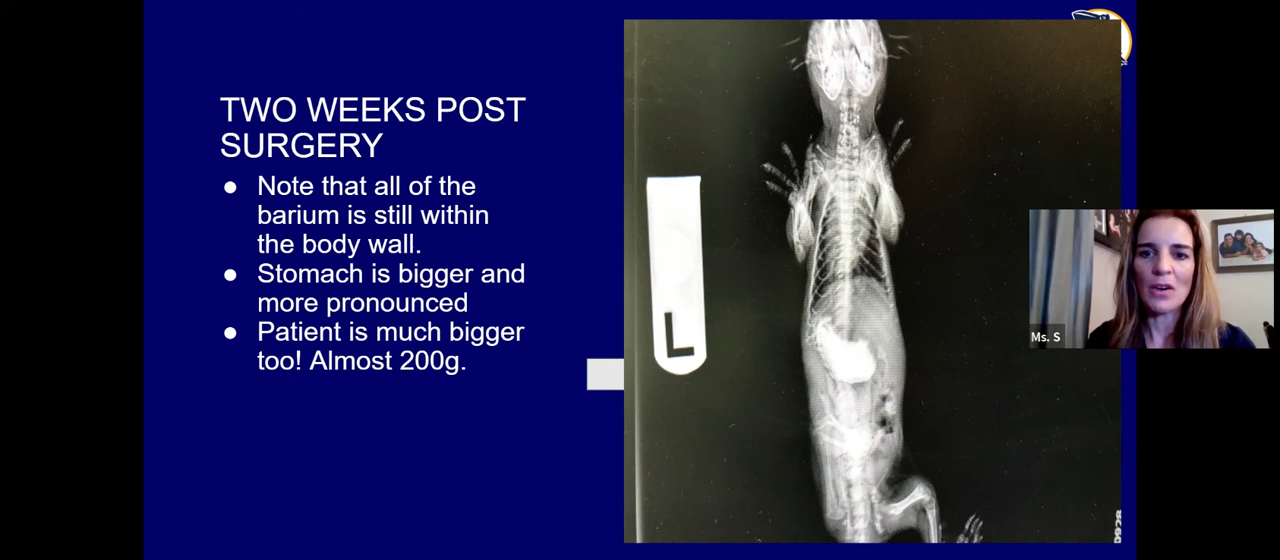 TWO WEEKS POST
SURGERY
● Note that all of the
barium is still within
the body wall.
● Stomach is bigger and
more pronounced
● Patient is much bigger
too! Almost 200g.
L
Ms. S